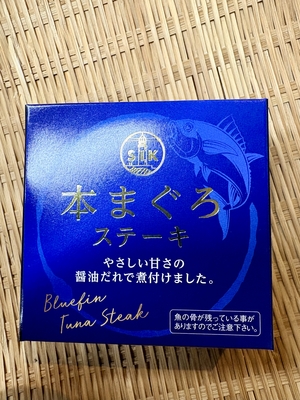 SLK
本まぐろ
ステーキ
やさしい甘さの
醤油だれで煮付けました。
Bluefin
Tuna Steak
魚の骨が残っている事が
ありますのでご注意下さい。